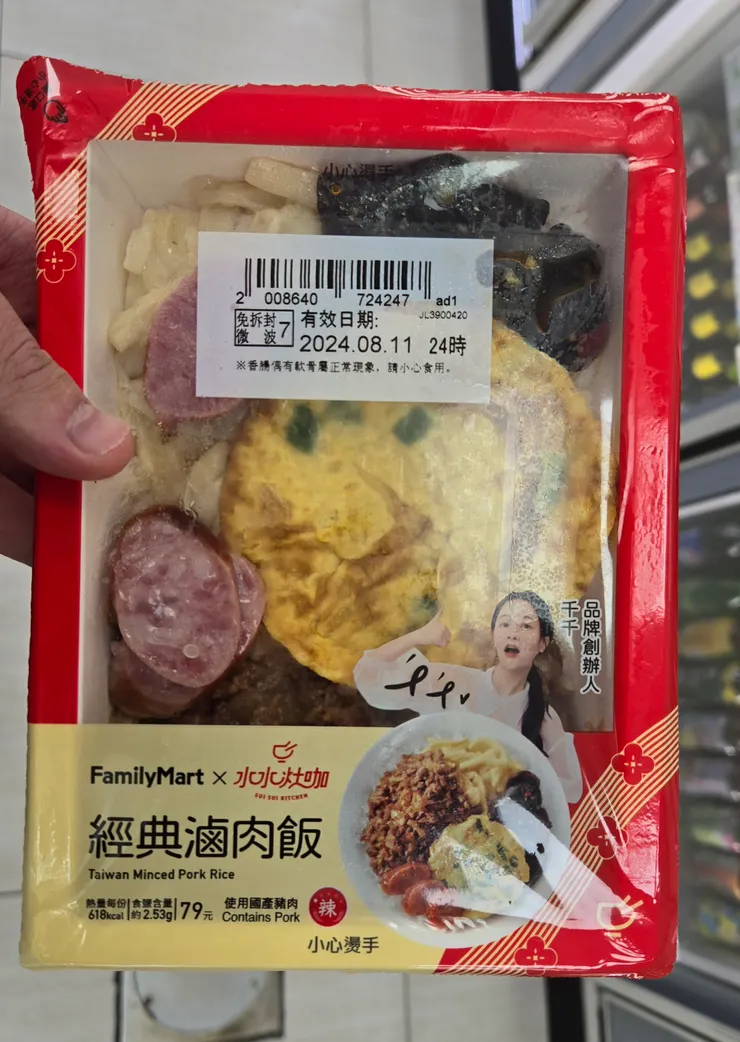 小心燙手
2 008640 724247 ad1
JL3900420
免拆封
微 波 7
有效日期:
2024.08.11 24時
※香腸偶有軟骨屬正常現象，請小心食用。
品牌創辦人
千千
千千
FamilyMart × 水水灶咖
SUI SUI KITCHEN
經典滷肉飯
Taiwan Minced Pork Rice
熱量每份
618kcal
食鹽含量
約2.53g
79元
使用國產豬肉
Contains Pork
辣
小心燙手